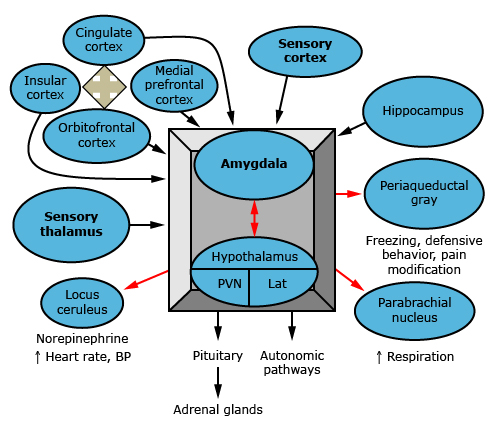 Cingulate
cortex
Sensory
cortex
Insular
cortex
Medial
prefrontal
cortex
Hippocampus
Orbitofrontal
cortex
Amygdala
Periaqueductal
gray
Sensory
thalamus
Freezing, defensive
behavior, pain
modification
Hypothalamus
PVN
Lat
Locus
ceruleus
Parabrachial
nucleus
Norepinephrine
↑ Heart rate, BP
Pituitary
Autonomic
pathways
↑ Respiration
Adrenal glands